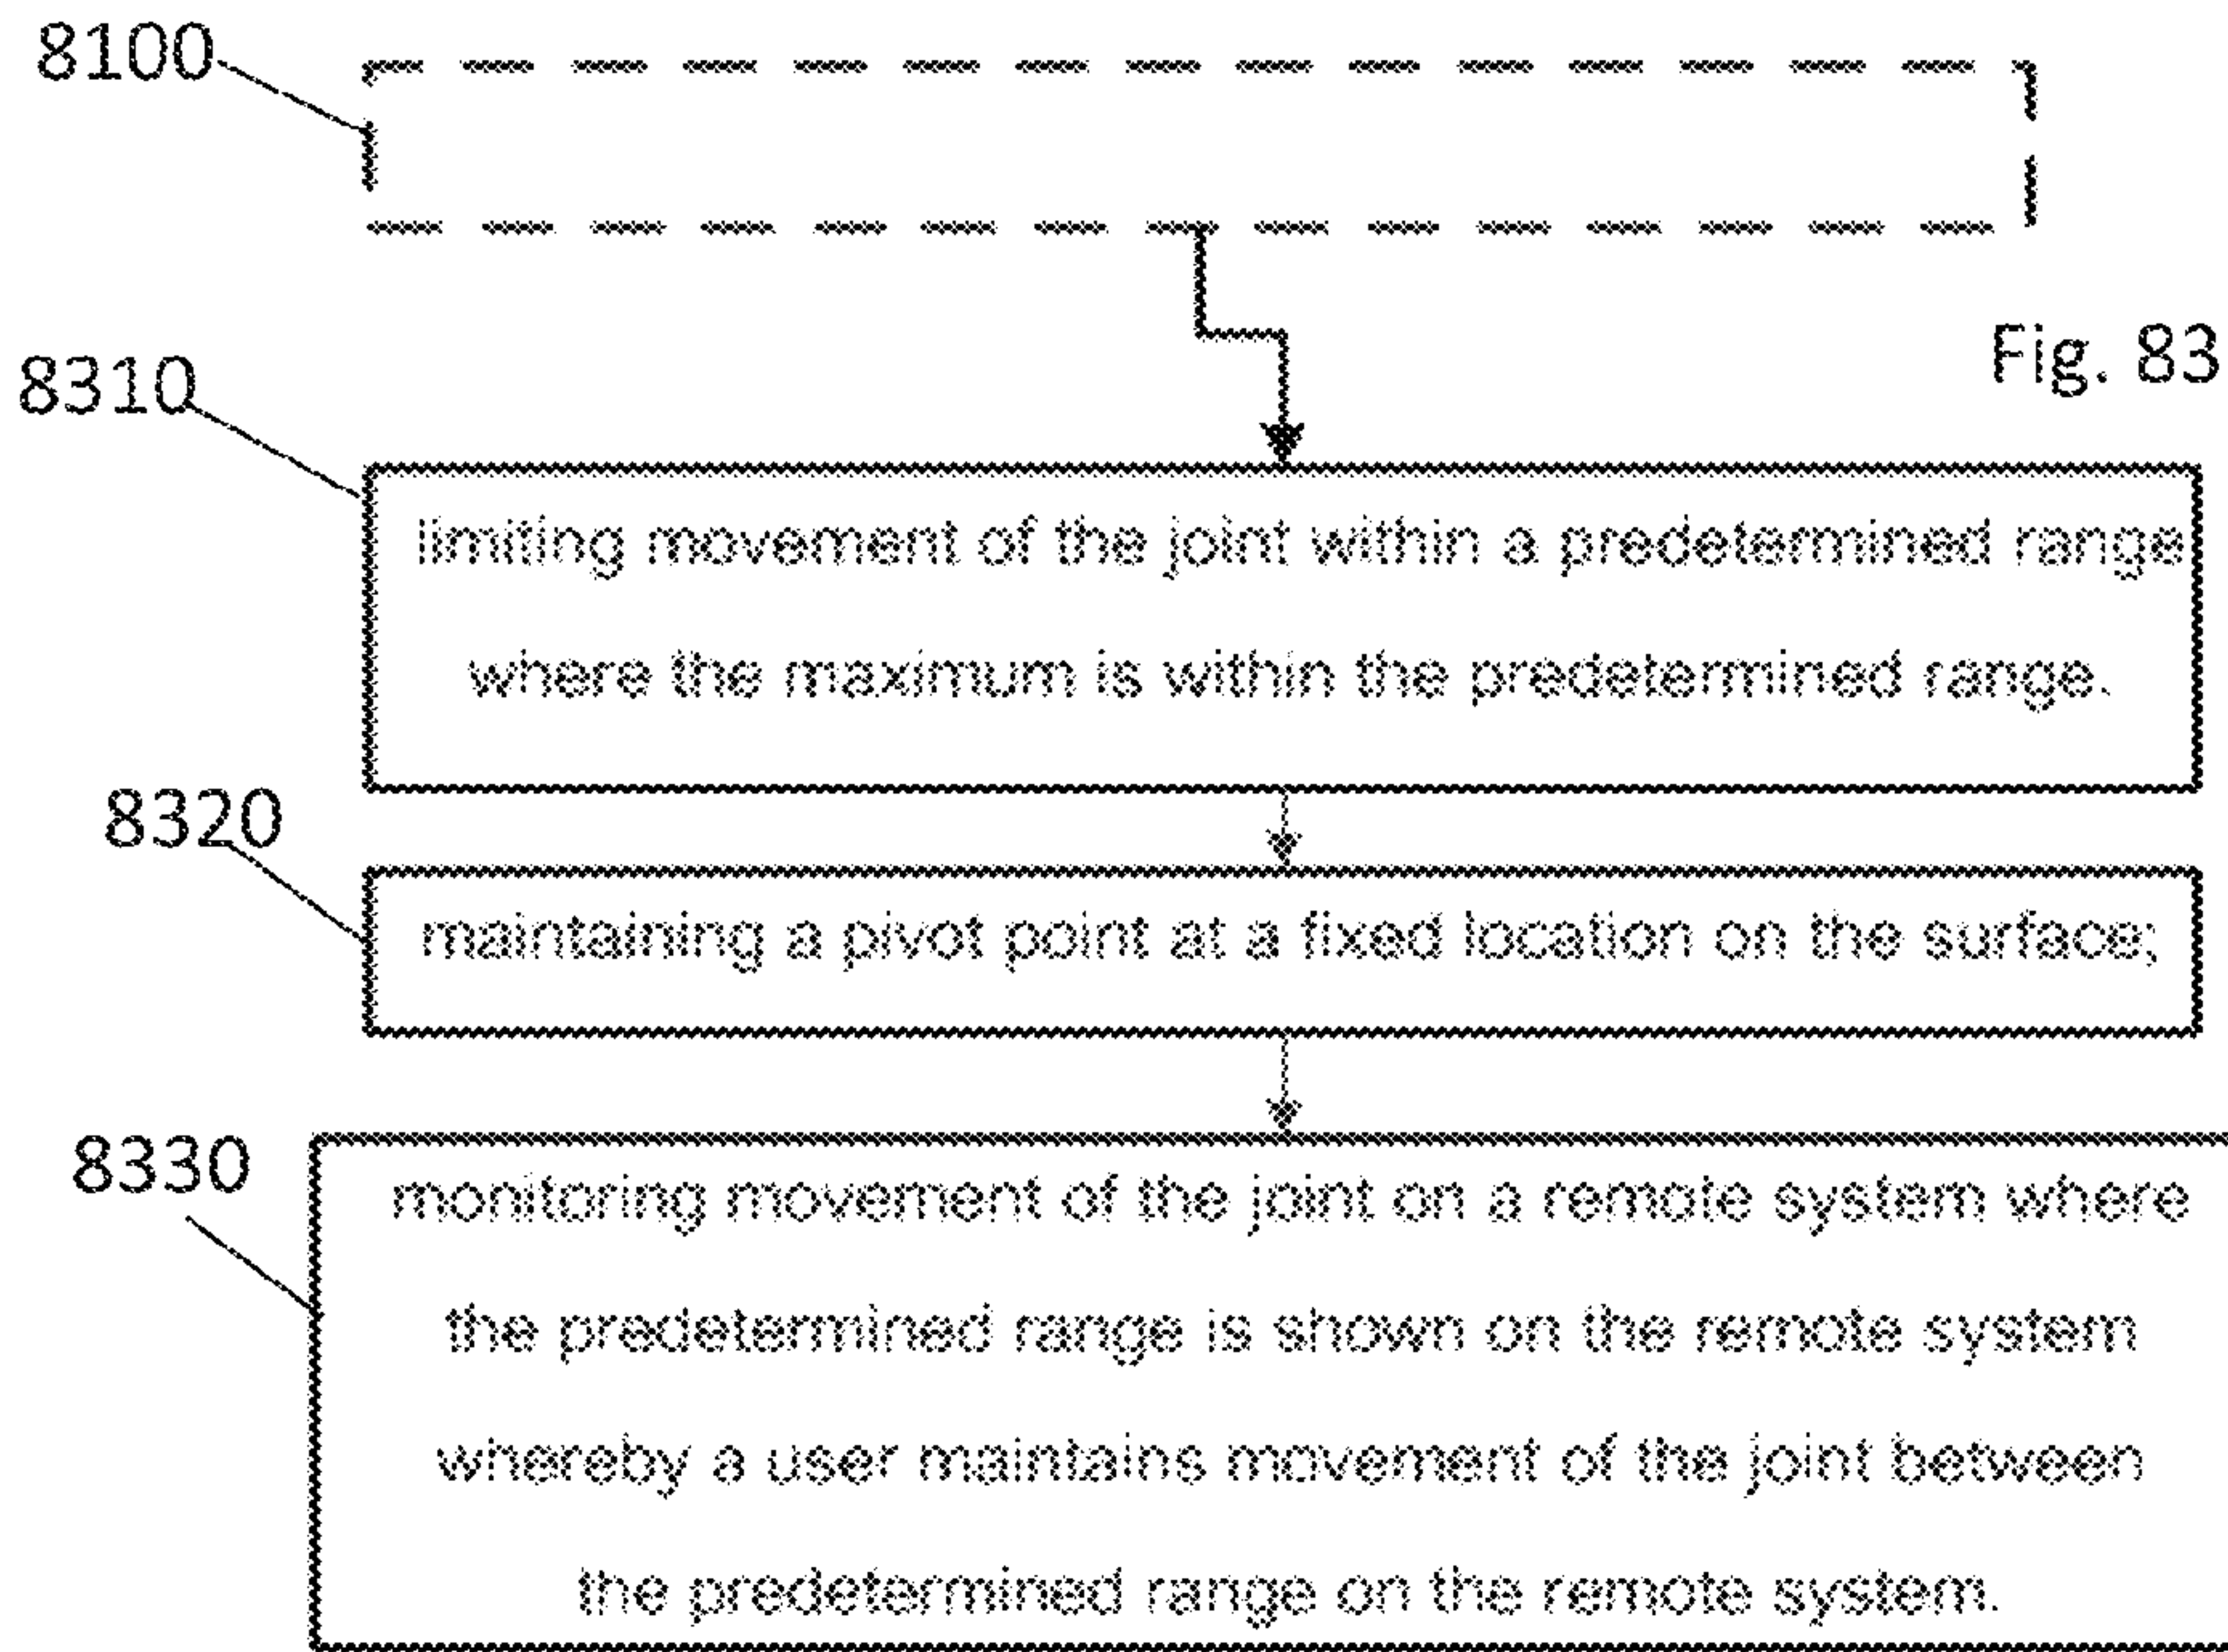 8100
Fig. 83
8310
limiting movement of the joint within a predetermined range
where the maximum is within the predetermined range.
8320
maintaining a pivot point at a fixed location on the surface;
8330
monitoring movement of the joint on a remote system where
the predetermined range is shown on the remote system
whereby a user maintains movement of the joint between
the predetermined range on the remote system.